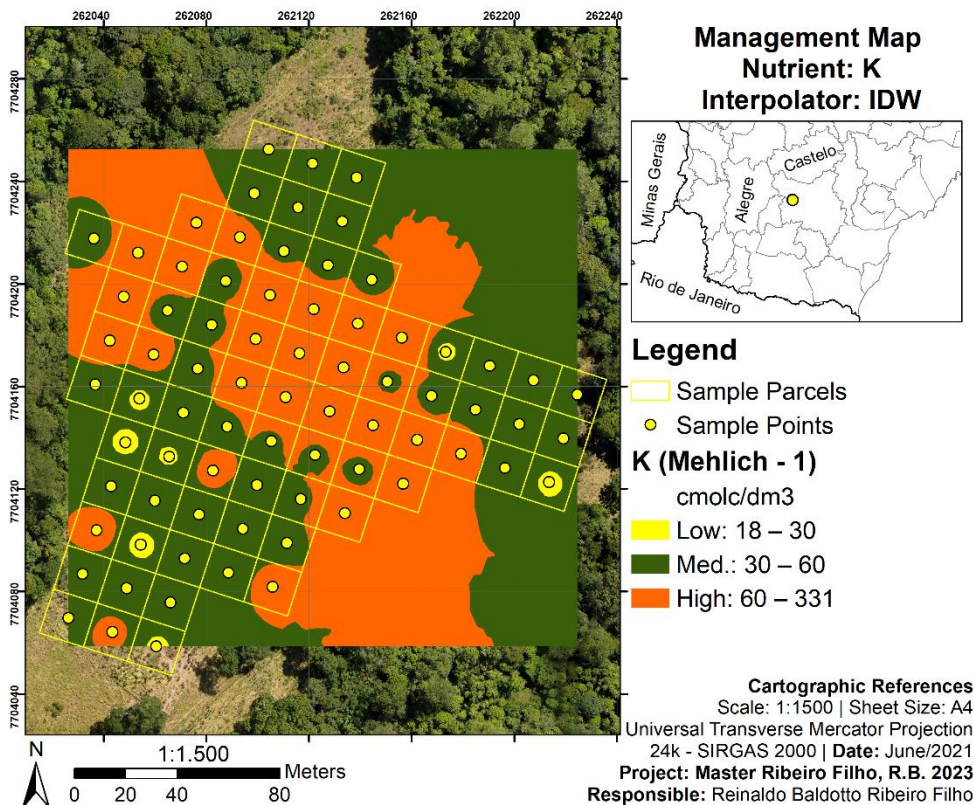 262040 262080 262120 262160 262200 262240
7704280
7704240
7704200
7704160
7704120
7704080
7704040
Management Map
Nutrient: K
Interpolator: IDW
Minas Gerais
Alegre
Castelo
Rio de Janeiro
Legend
Sample Parcels
Sample Points
K (Mehlich - 1)
cmolc/dm3
Low: 18 – 30
Med.: 30 – 60
High: 60 – 331
N
1:1.500
Meters
0 20 40 60 80
Cartographic References
Scale: 1:1500 | Sheet Size: A4
Universal Transverse Mercator Projection
24k - SIRGAS 2000 | Date: June/2021
Project: Master Ribeiro Filho, R.B. 2023
Responsible: Reinaldo Baldotto Ribeiro Filho